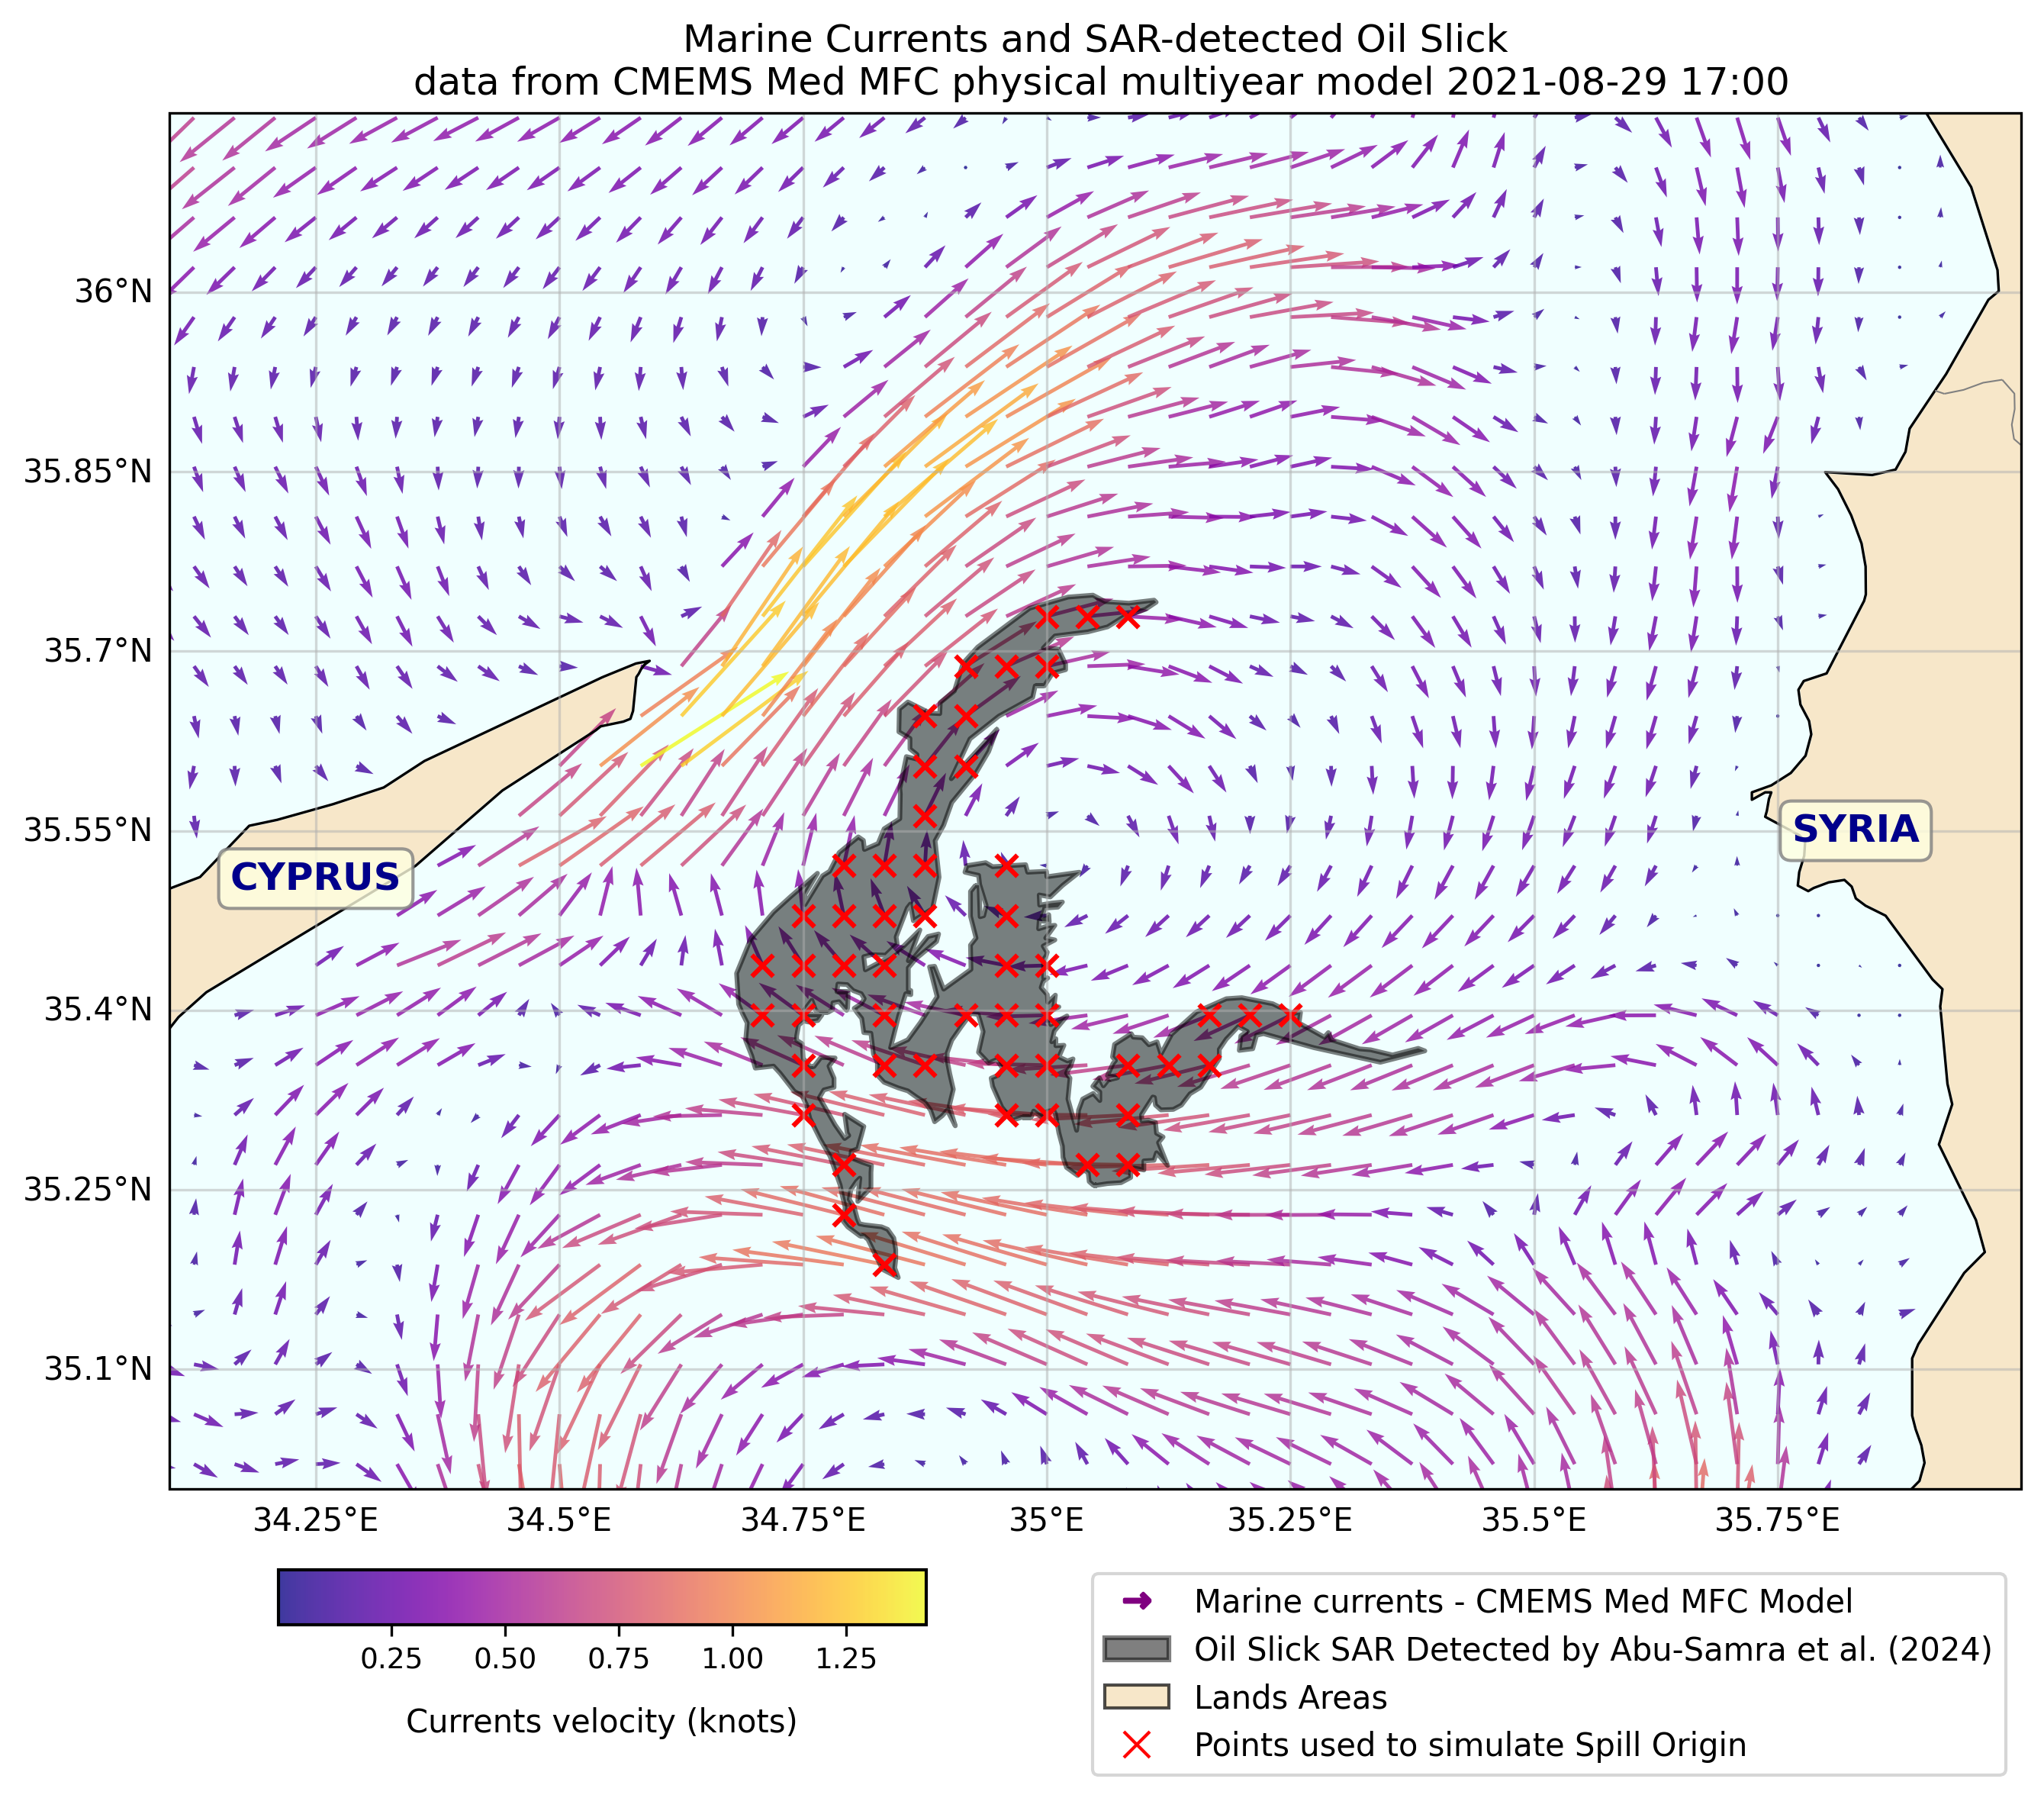 Marine Currents and SAR-detected Oil Slick
data from CMEMS Med MFC physical multiyear model 2021-08-29 17:00
36°N
35.85°N
35.7°N
35.55°N
35.4°N
35.25°N
35.1°N
CYPRUS
SYRIA
34.25°E
34.5°E
34.75°E
35°E
35.25°E
35.5°E
35.75°E
0.25
0.50
0.75
1.00
1.25
Currents velocity (knots)
Marine currents - CMEMS Med MFC Model
Oil Slick SAR Detected by Abu-Samra et al. (2024)
Lands Areas
Points used to simulate Spill Origin